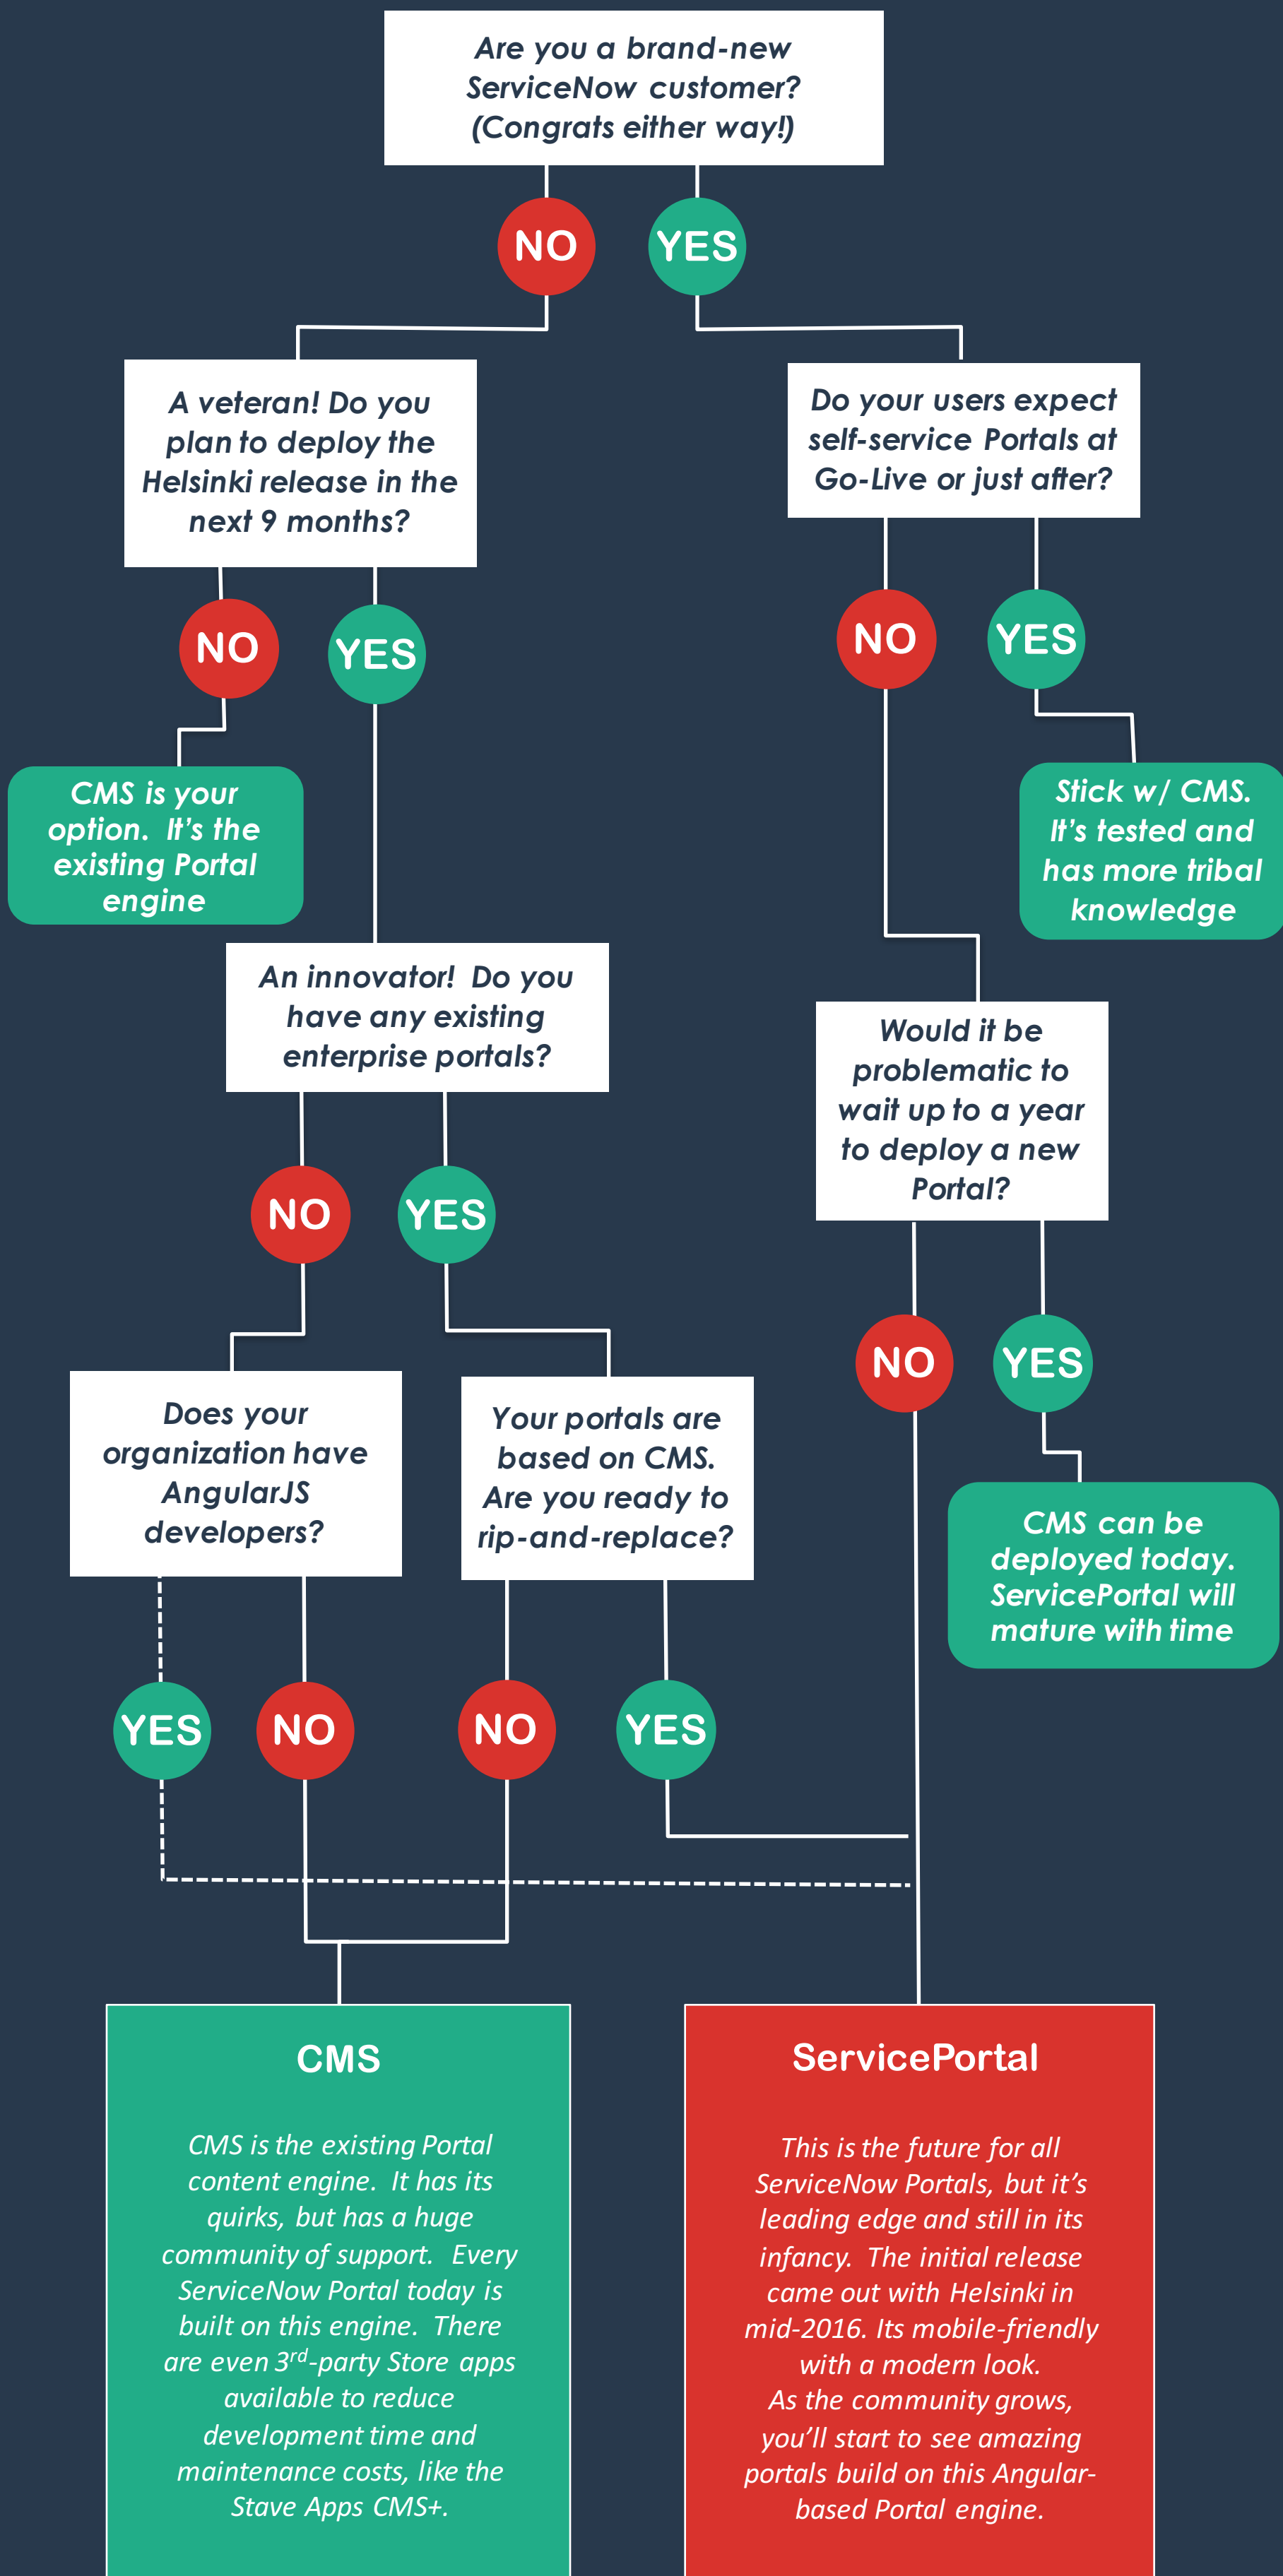 Are you a brand-new
ServiceNow customer?
(Congrats either way!)
NO
YES
A veteran! Do you
plan to deploy the
Helsinki release in the
next 9 months?
Do your users expect
self-service Portals at
Go-Live or just after?
NO
YES
NO
YES
CMS is your
option. It's the
existing Portal
engine
Stick w/ CMS.
It's tested and
has more tribal
knowledge
An innovator! Do you
have any existing
enterprise portals?
Would it be
problematic to
wait up to a year
to deploy a new
Portal?
NO
YES
NO
YES
Does your
organization have
AngularJS
developers?
Your portals are
based on CMS.
Are you ready to
rip-and-replace?
CMS can be
deployed today.
ServicePortal will
mature with time
YES
NO
NO
YES
CMS
CMS is the existing Portal
content engine. It has its
quirks, but has a huge
community of support. Every
ServiceNow Portal today is
built on this engine. There
are even 3rd-party Store apps
available to reduce
development time and
maintenance costs, like the
Stave Apps CMS+.
ServicePortal
This is the future for all
ServiceNow Portals, but it's
leading edge and still in its
infancy. The initial release
came out with Helsinki in
mid-2016. Its mobile-friendly
with a modern look.
As the community grows,
you'll start to see amazing
portals build on this Angular-
based Portal engine.